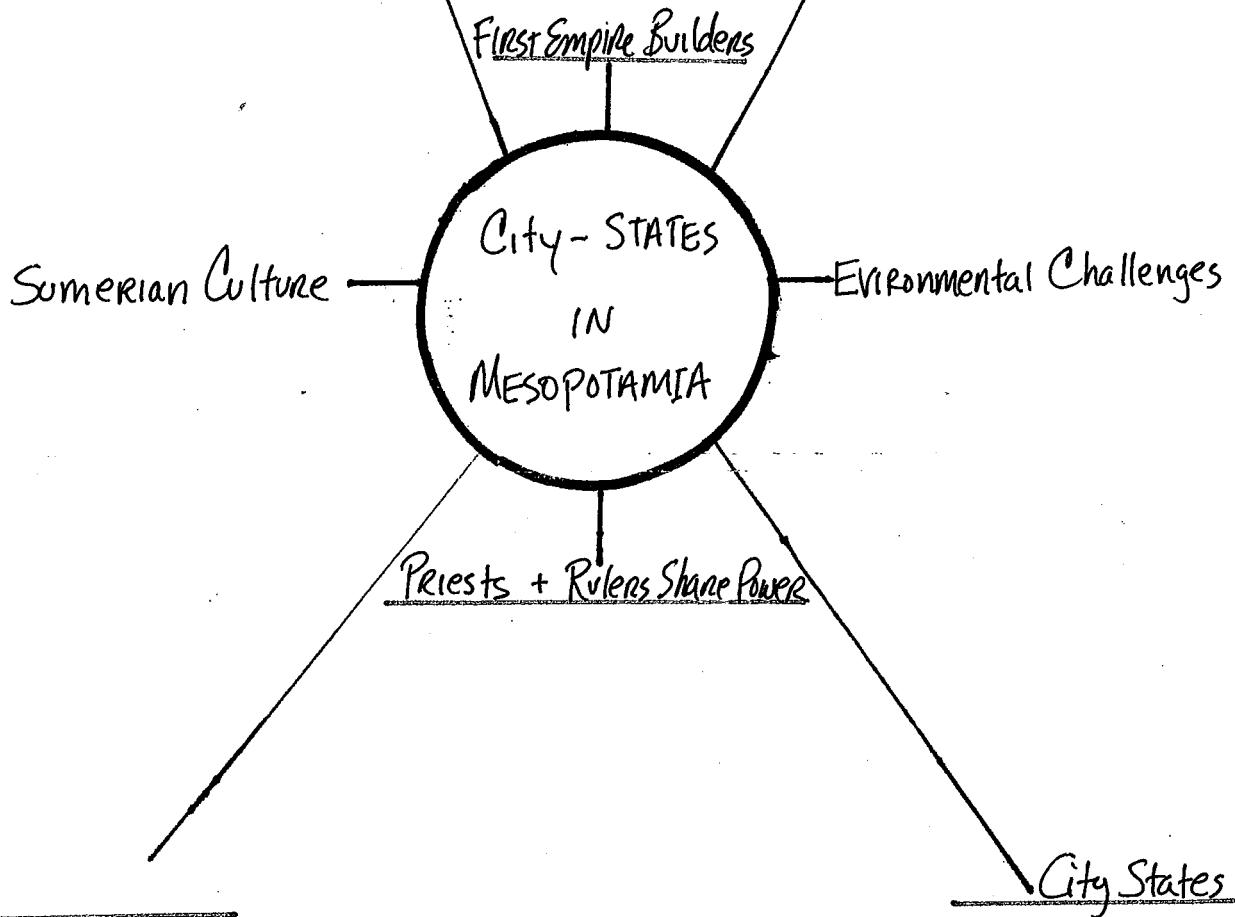 First Empire Builders
City-States
in
Mesopotamia
Sumerian Culture
Evironmental Challenges
Priests + Rulers Share Power
City States